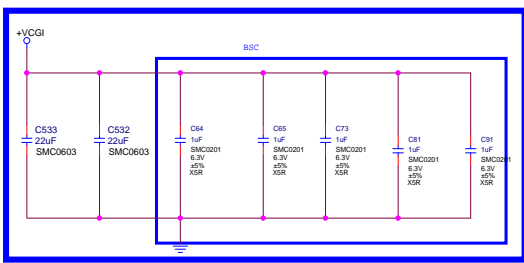 +VCGI
BSC
C533
22uF
SMC0603
C532
22uF
SMC0603
C64
1uF
SMC0201
6.3V
±5%
X5R
C65
1uF
SMC0201
6.3V
±5%
X5R
C73
1uF
SMC0201
6.3V
±5%
X5R
C81
1uF
SMC0201
6.3V
±5%
X5R
C91
1uF
SMC0201
6.3V
±5%
X5R